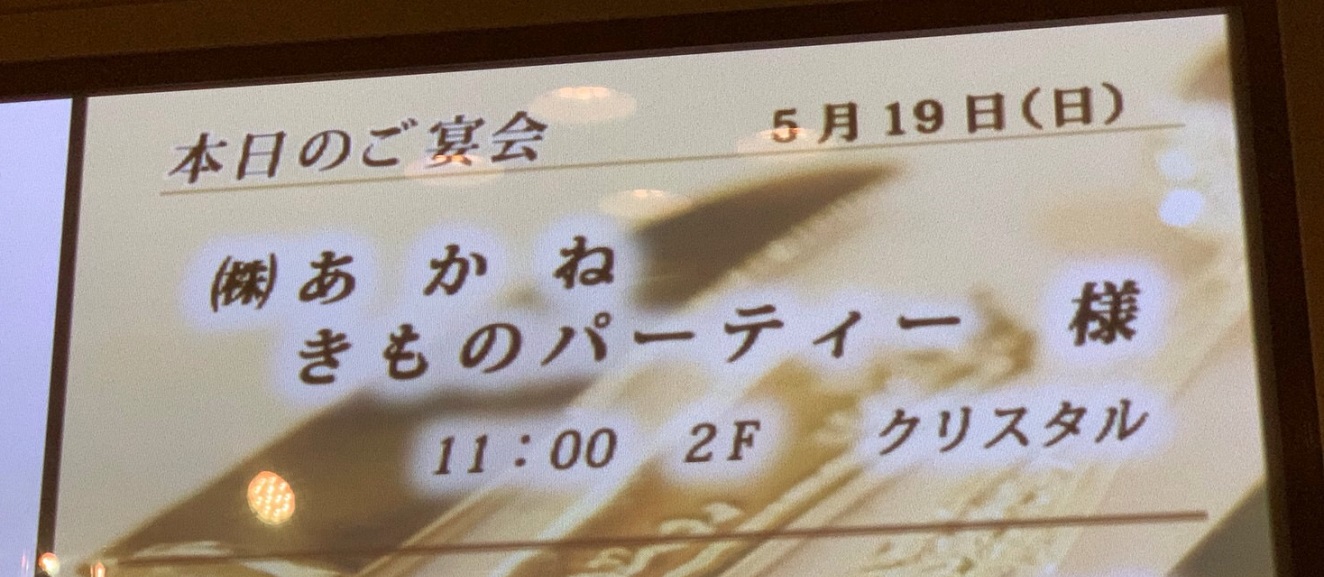 本日のご宴会 5月19日(日)
㈱あかね
きものパーティー 様
11:00 2F クリスタル